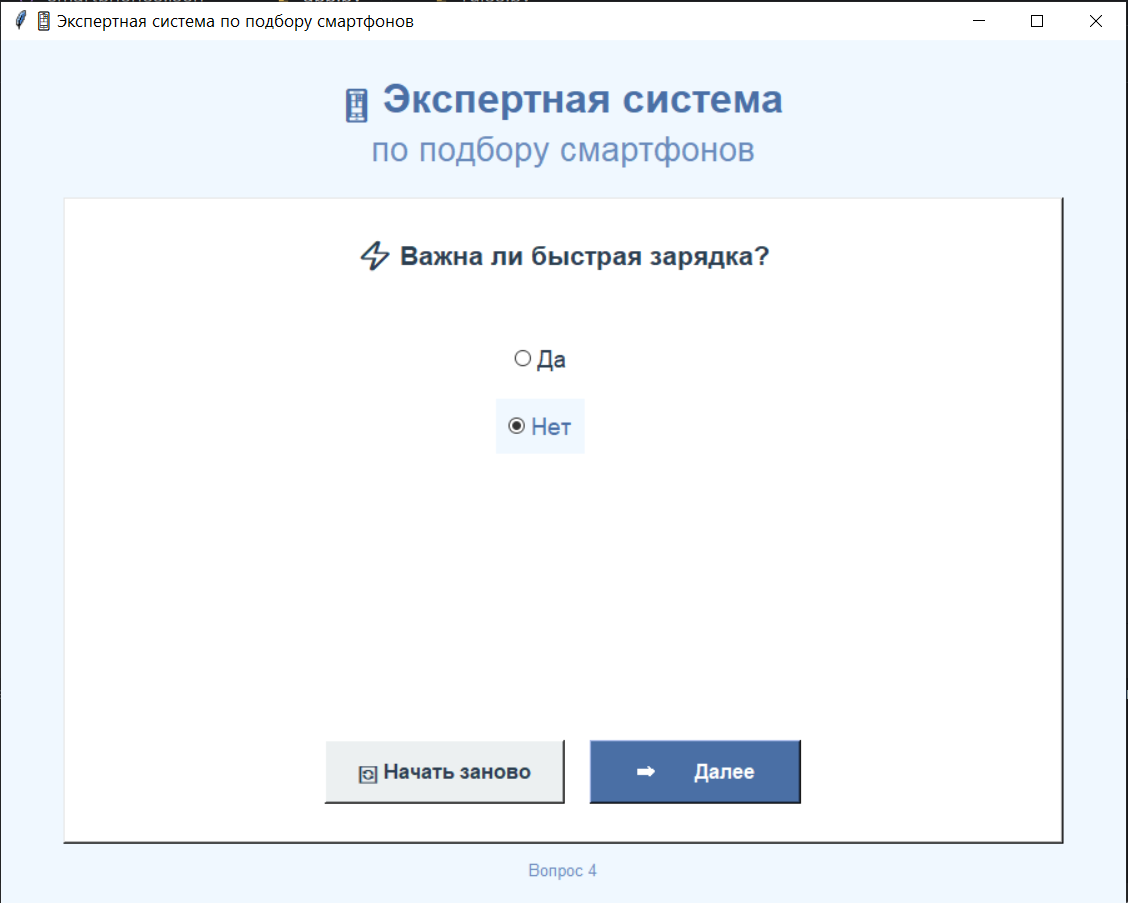 Экспертная система по подбору смартфонов
Экспертная система
по подбору смартфонов
Важна ли быстрая зарядка?
Да
Нет
Начать заново
Далее
Вопрос 4